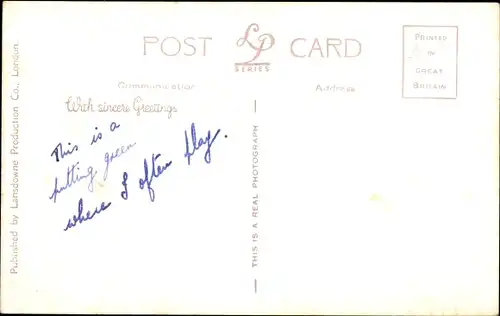 POST LP CARD
SERIES
PRINTED
IN
GREAT
BRITAIN
Communication
Address
With sincere Greetings
This is a
putting green
where I often play.
THIS IS A REAL PHOTOGRAPH
Published by Lansdowne Production Co., London.